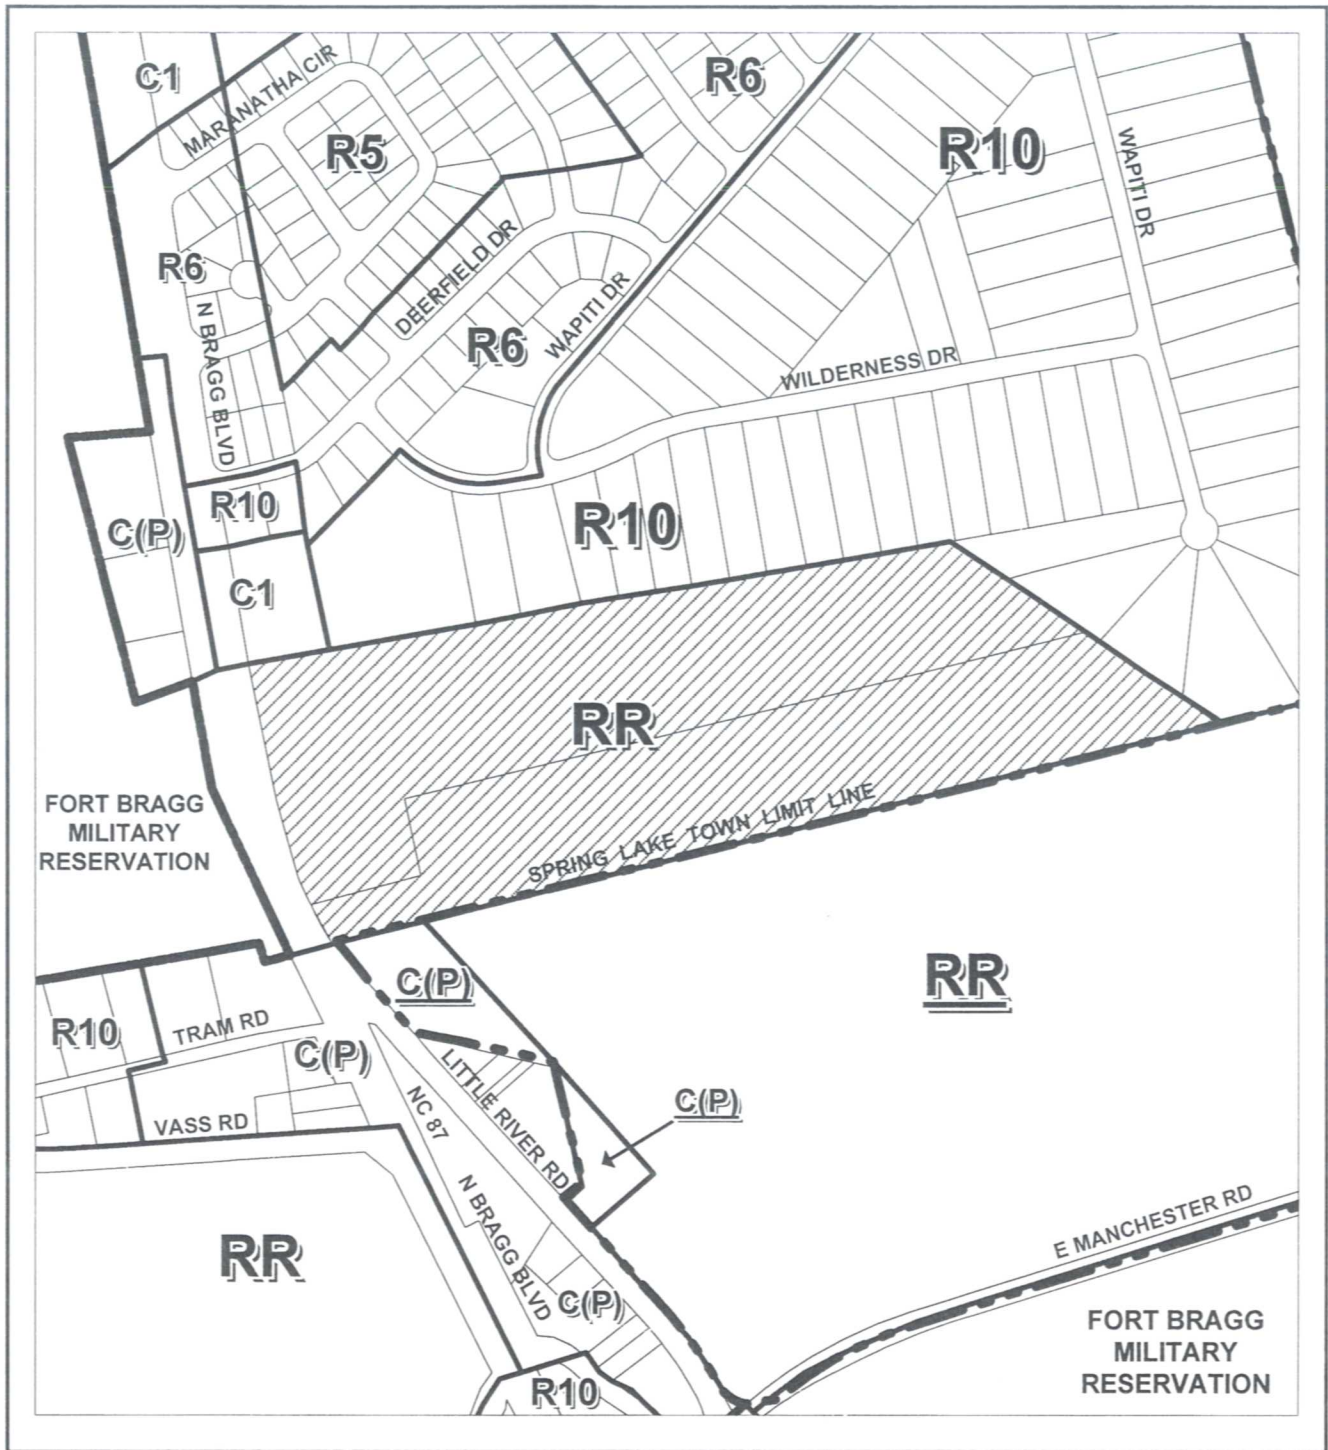 C1
MARANATHA CIR
R5
R6
R10
WAPITI DR
R6
N BRAGG BLVD
DEERFIELD DR
R6
WAPITI DR
WILDERNESS DR
C(P)
R10
R10
C1
RR
FORT BRAGG
MILITARY
RESERVATION
SPRING LAKE TOWN LIMIT LINE
C(P)
RR
R10
TRAM RD
C(P)
LITTLE RIVER RD
NC 87
C(P)
VASS RD
N BRAGG BLVD
RR
E MANCHESTER RD
C(P)
FORT BRAGG
MILITARY
RESERVATION
R10